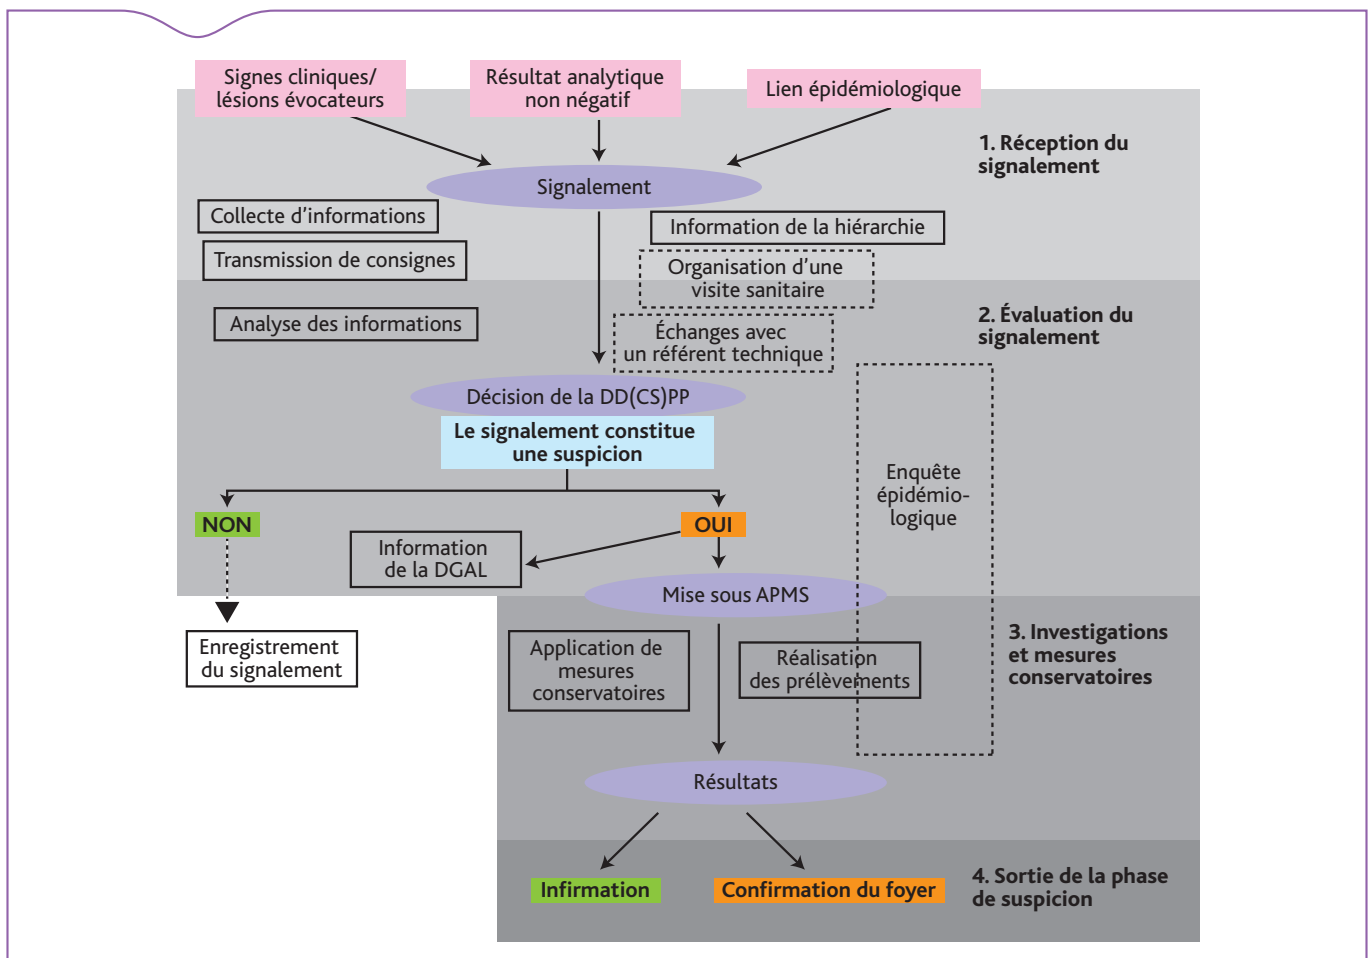 Signes cliniques/
lésions évocateurs
Résultat analytique
non négatif
Lien épidémiologique
1. Réception du
signalement
Signalement
Collecte d'informations
Information de la hiérarchie
Transmission de consignes
Organisation d'une
visite sanitaire
2. Évaluation du
signalement
Analyse des informations
Échanges avec
un référent technique
Décision de la DD(CS)PP
Le signalement constitue
une suspicion
Enquête
épidémio-
logique
NON
OUI
Information
de la DGAL
Mise sous APMS
Enregistrement
du signalement
Application de
mesures
conservatoires
Réalisation
des prélèvements
3. Investigations
et mesures
conservatoires
Résultats
Infirmation
Confirmation du foyer
4. Sortie de la phase
de suspicion